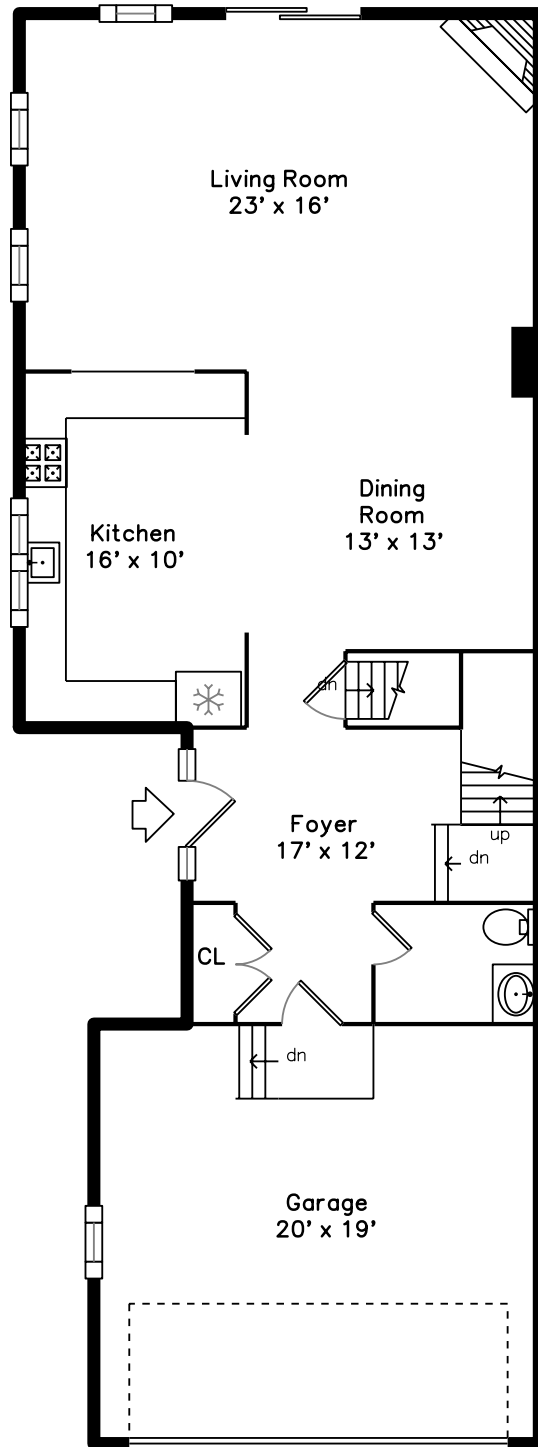 Living Room
23' x 16'
Dining
Room
13' x 13'
Kitchen
16' x 10'
dn
Foyer
17' x 12'
up
dn
CL
dn
Garage
20' x 19'